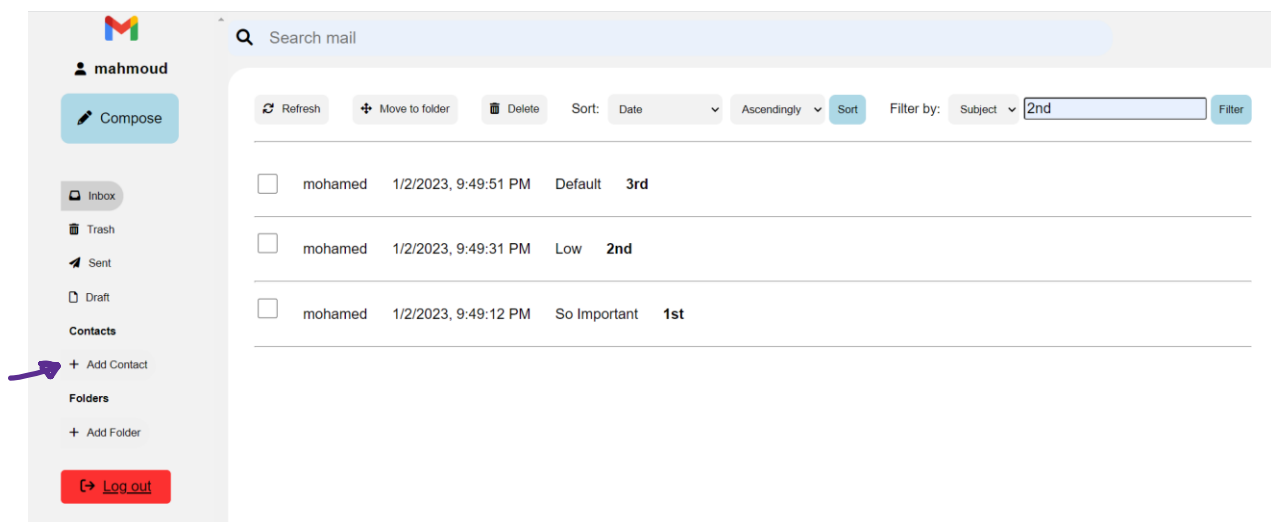 Search mail
mahmoud
Compose
Refresh Move to folder Delete Sort: Date Ascendingly Sort Filter by: Subject 2nd Filter
mohamed 1/2/2023, 9:49:51 PM Default 3rd
Inbox
Trash
mohamed 1/2/2023, 9:49:31 PM Low 2nd
Sent
Draft
mohamed 1/2/2023, 9:49:12 PM So Important 1st
Contacts
+ Add Contact
Folders
+ Add Folder
Log out